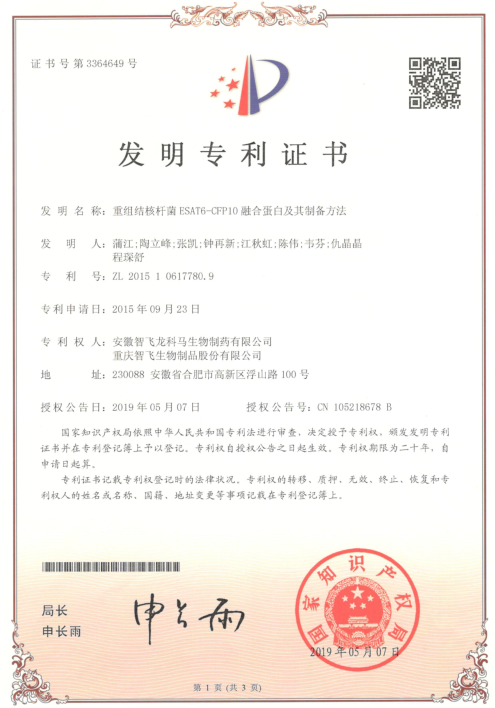 证书号第3364649号
发明专利证书
发明名称:重组结核杆菌ESAT6-CFP10融合蛋白及其制备方法
发明人:蒲江;陶立峰;张凯;钟再新;江秋虹;陈伟;韦芬;仇晶晶
程琛舒
专利号:ZL 2015 1 0617780.9
专利申请日:2015年09月23日
专利权人:安徽智飞龙科马生物制药有限公司
重庆智飞生物制品股份有限公司
地址:230088 安徽省合肥市高新区浮山路100号
授权公告日:2019年05月07日 授权公告号:CN 105218678 B
国家知识产权局依照中华人民共和国专利法进行审查,决定授予专利权,颁发发明专利
证书并在专利登记簿上予以登记。专利权自授权公告之日起生效。专利权期限为二十年,自
申请日起算。
专利证书记载专利权登记时的法律状况。专利权的转移、质押、无效、终止、恢复和专
利权人的姓名或名称、国籍、地址变更等事项记载在专利登记簿上。
局长
申长雨
申长雨
国家知识产权局
2019年05月07日
第1页(共3页)